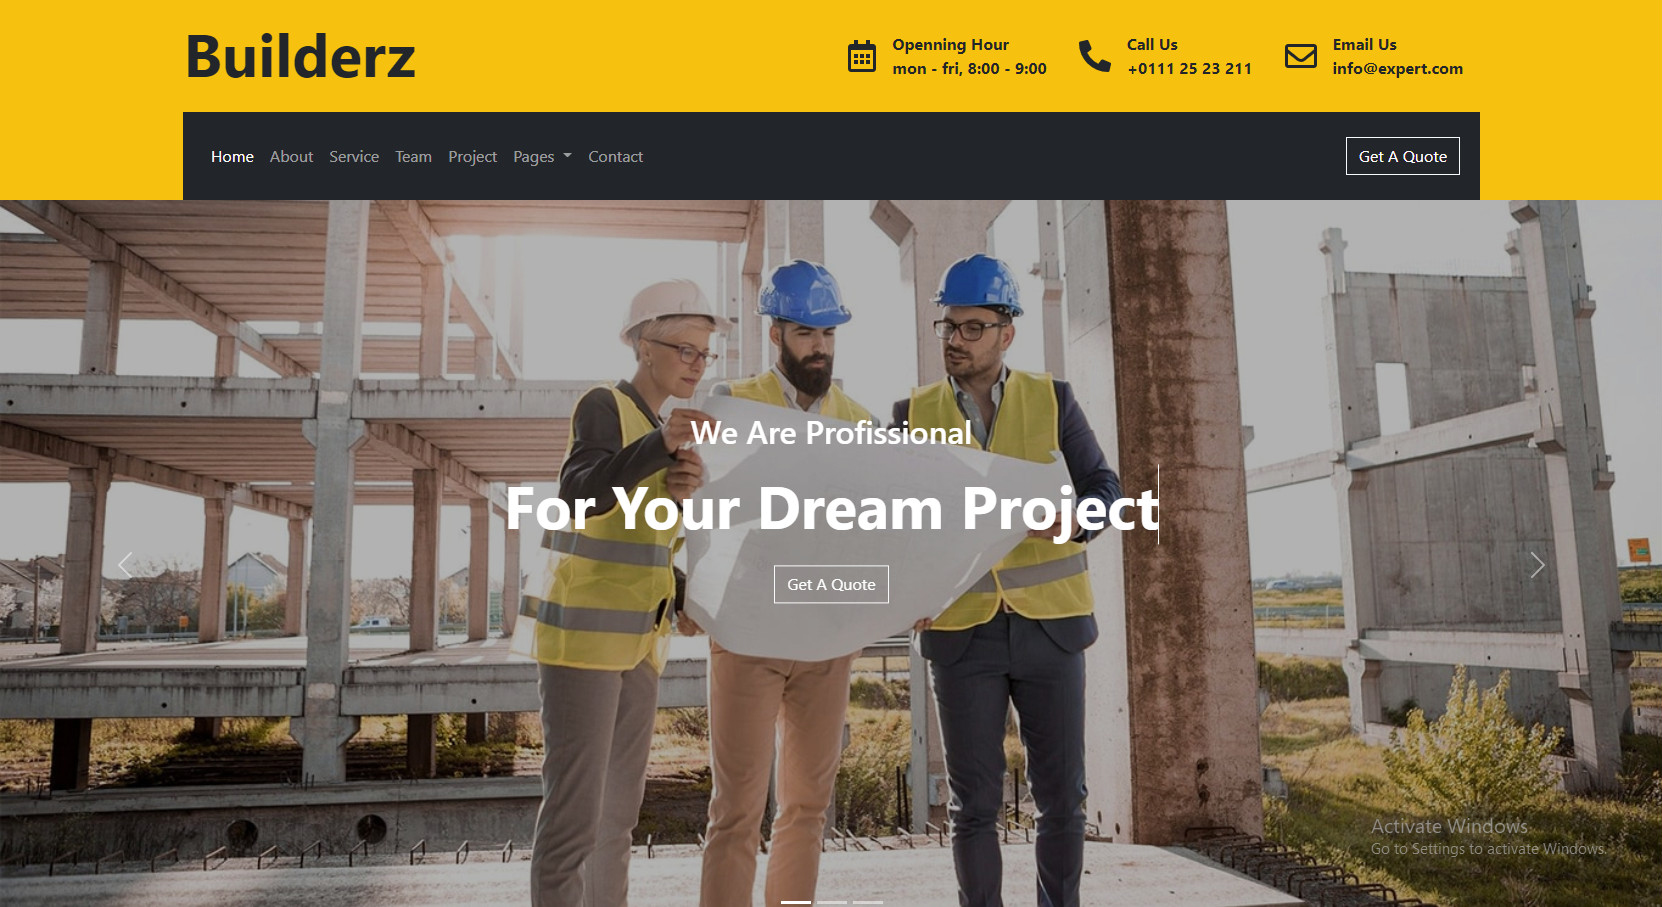 Builderz
Openning Hour
mon - fri, 8:00 - 9:00
Call Us
+0111 25 23 211
Email Us
info@expert.com
Home About Service Team Project Pages Contact
Get A Quote
We Are Profissional
For Your Dream Project
Get A Quote
Activate Windows
Go to Settings to activate Windows.